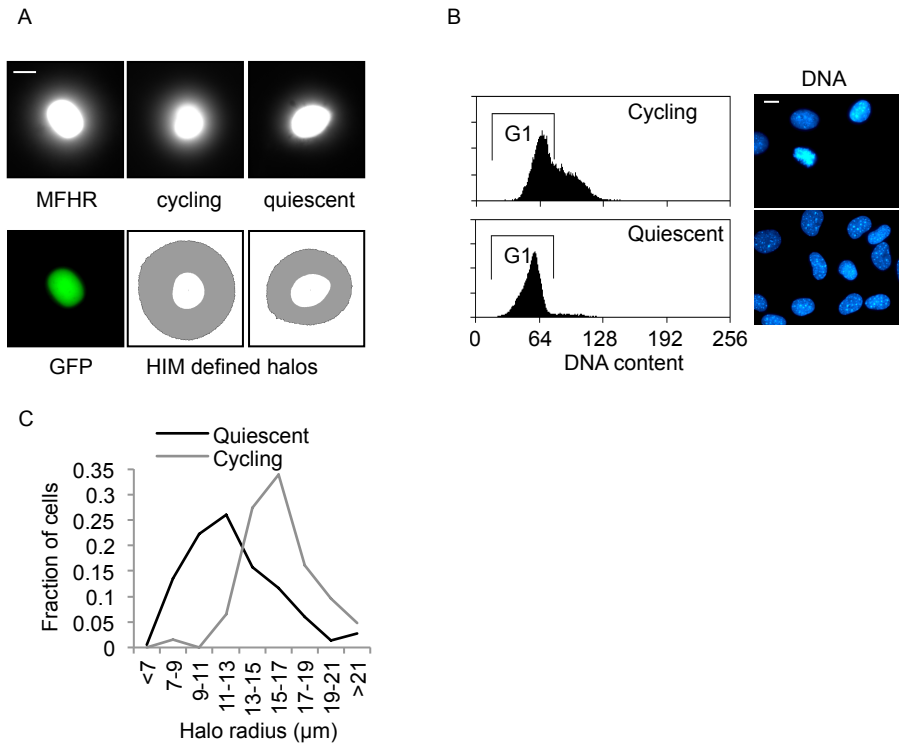 A
MFHR cycling quiescent
GFP HIM defined halos
B
DNA
Cycling
G1
Quiescent
G1
0 64 128 192 256
DNA content
C
Quiescent
Cycling
0.35
0.3
0.25
0.2
0.15
0.1
0.05
0
Fraction of cells
<7 7-9 9-11 11-13 13-15 15-17 17-19 19-21 >21
Halo radius (µm)